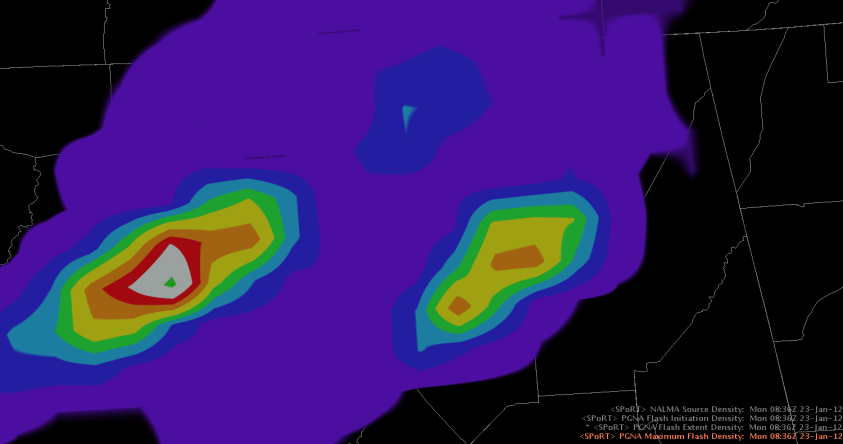 <SPoRT> NALMA Source Density: Mon 08:36Z 23-Jan-12
<SPoRT> PGNA Flash Initiation Density: Mon 08:36Z 23-Jan-12
* <SPoRT> PGNA Flash Extent Density: Mon 08:36Z 23-Jan-12
<SPoRT> PGNA Maximum Flash Density: Mon 08:36Z 23-Jan-12